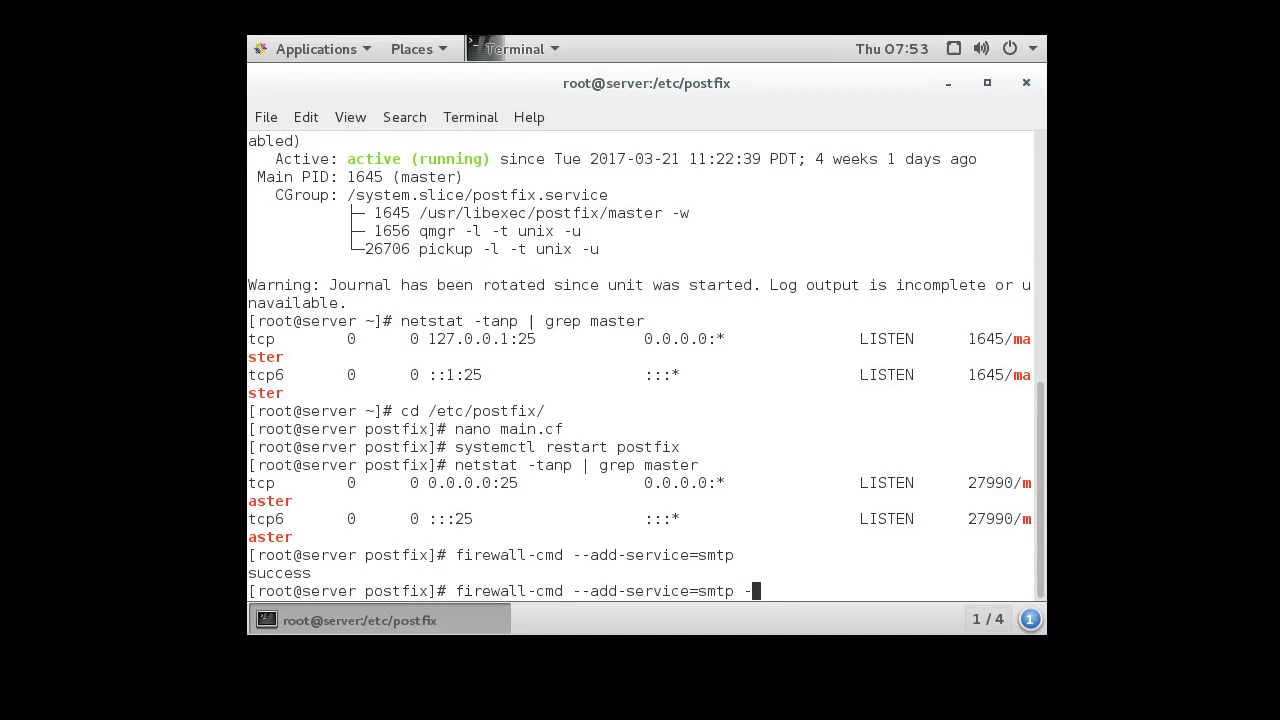 Applications Places Terminal Thu 07:53
root@server:/etc/postfix
File Edit View Search Terminal Help
abled)
   Active: active (running) since Tue 2017-03-21 11:22:39 PDT; 4 weeks 1 days ago
 Main PID: 1645 (master)
   CGroup: /system.slice/postfix.service
           ├─ 1645 /usr/libexec/postfix/master -w
           ├─ 1656 qmgr -l -t unix -u
           └─26706 pickup -l -t unix -u
Warning: Journal has been rotated since unit was started. Log output is incomplete or u
navailable.
[root@server ~]# netstat -tanp | grep master
tcp        0      0 127.0.0.1:25            0.0.0.0:*               LISTEN      1645/ma
ster
tcp6       0      0 ::1:25                  :::*                    LISTEN      1645/ma
ster
[root@server ~]# cd /etc/postfix/
[root@server postfix]# nano main.cf
[root@server postfix]# systemctl restart postfix
[root@server postfix]# netstat -tanp | grep master
tcp        0      0 0.0.0.0:25              0.0.0.0:*               LISTEN      27990/m
aster
tcp6       0      0 :::25                   :::*                    LISTEN      27990/m
aster
[root@server postfix]# firewall-cmd --add-service=smtp
success
[root@server postfix]# firewall-cmd --add-service=smtp -
root@server:/etc/postfix 1 / 4 1